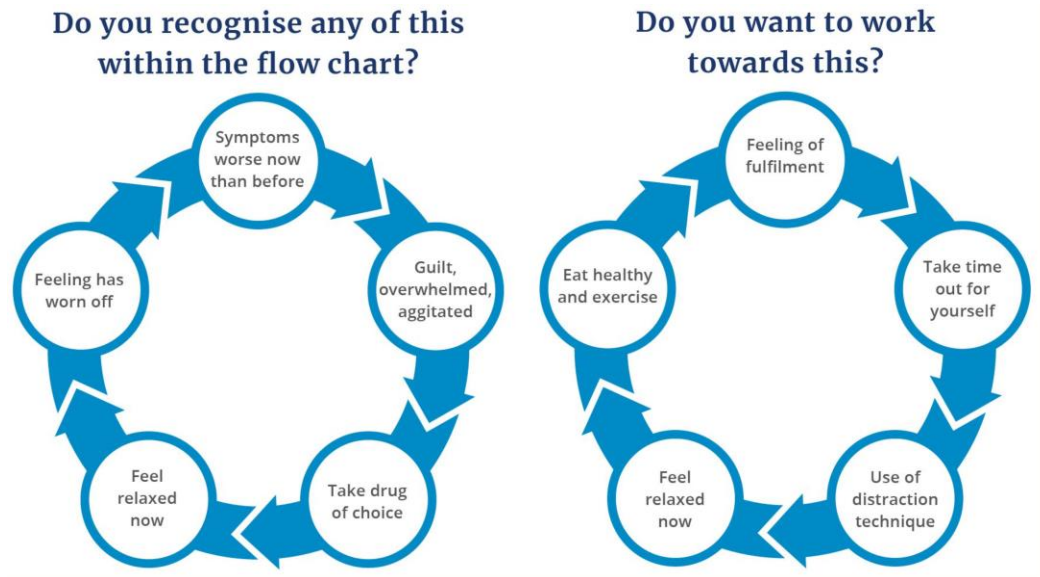 Do you recognise any of this
within the flow chart?
Symptoms
worse now
than before
Guilt,
overwhelmed,
aggitated
Take drug
of choice
Feel
relaxed
now
Feeling has
worn off
Do you want to work
towards this?
Feeling of
fulfilment
Take time
out for
yourself
Use of
distraction
technique
Feel
relaxed
now
Eat healthy
and exercise